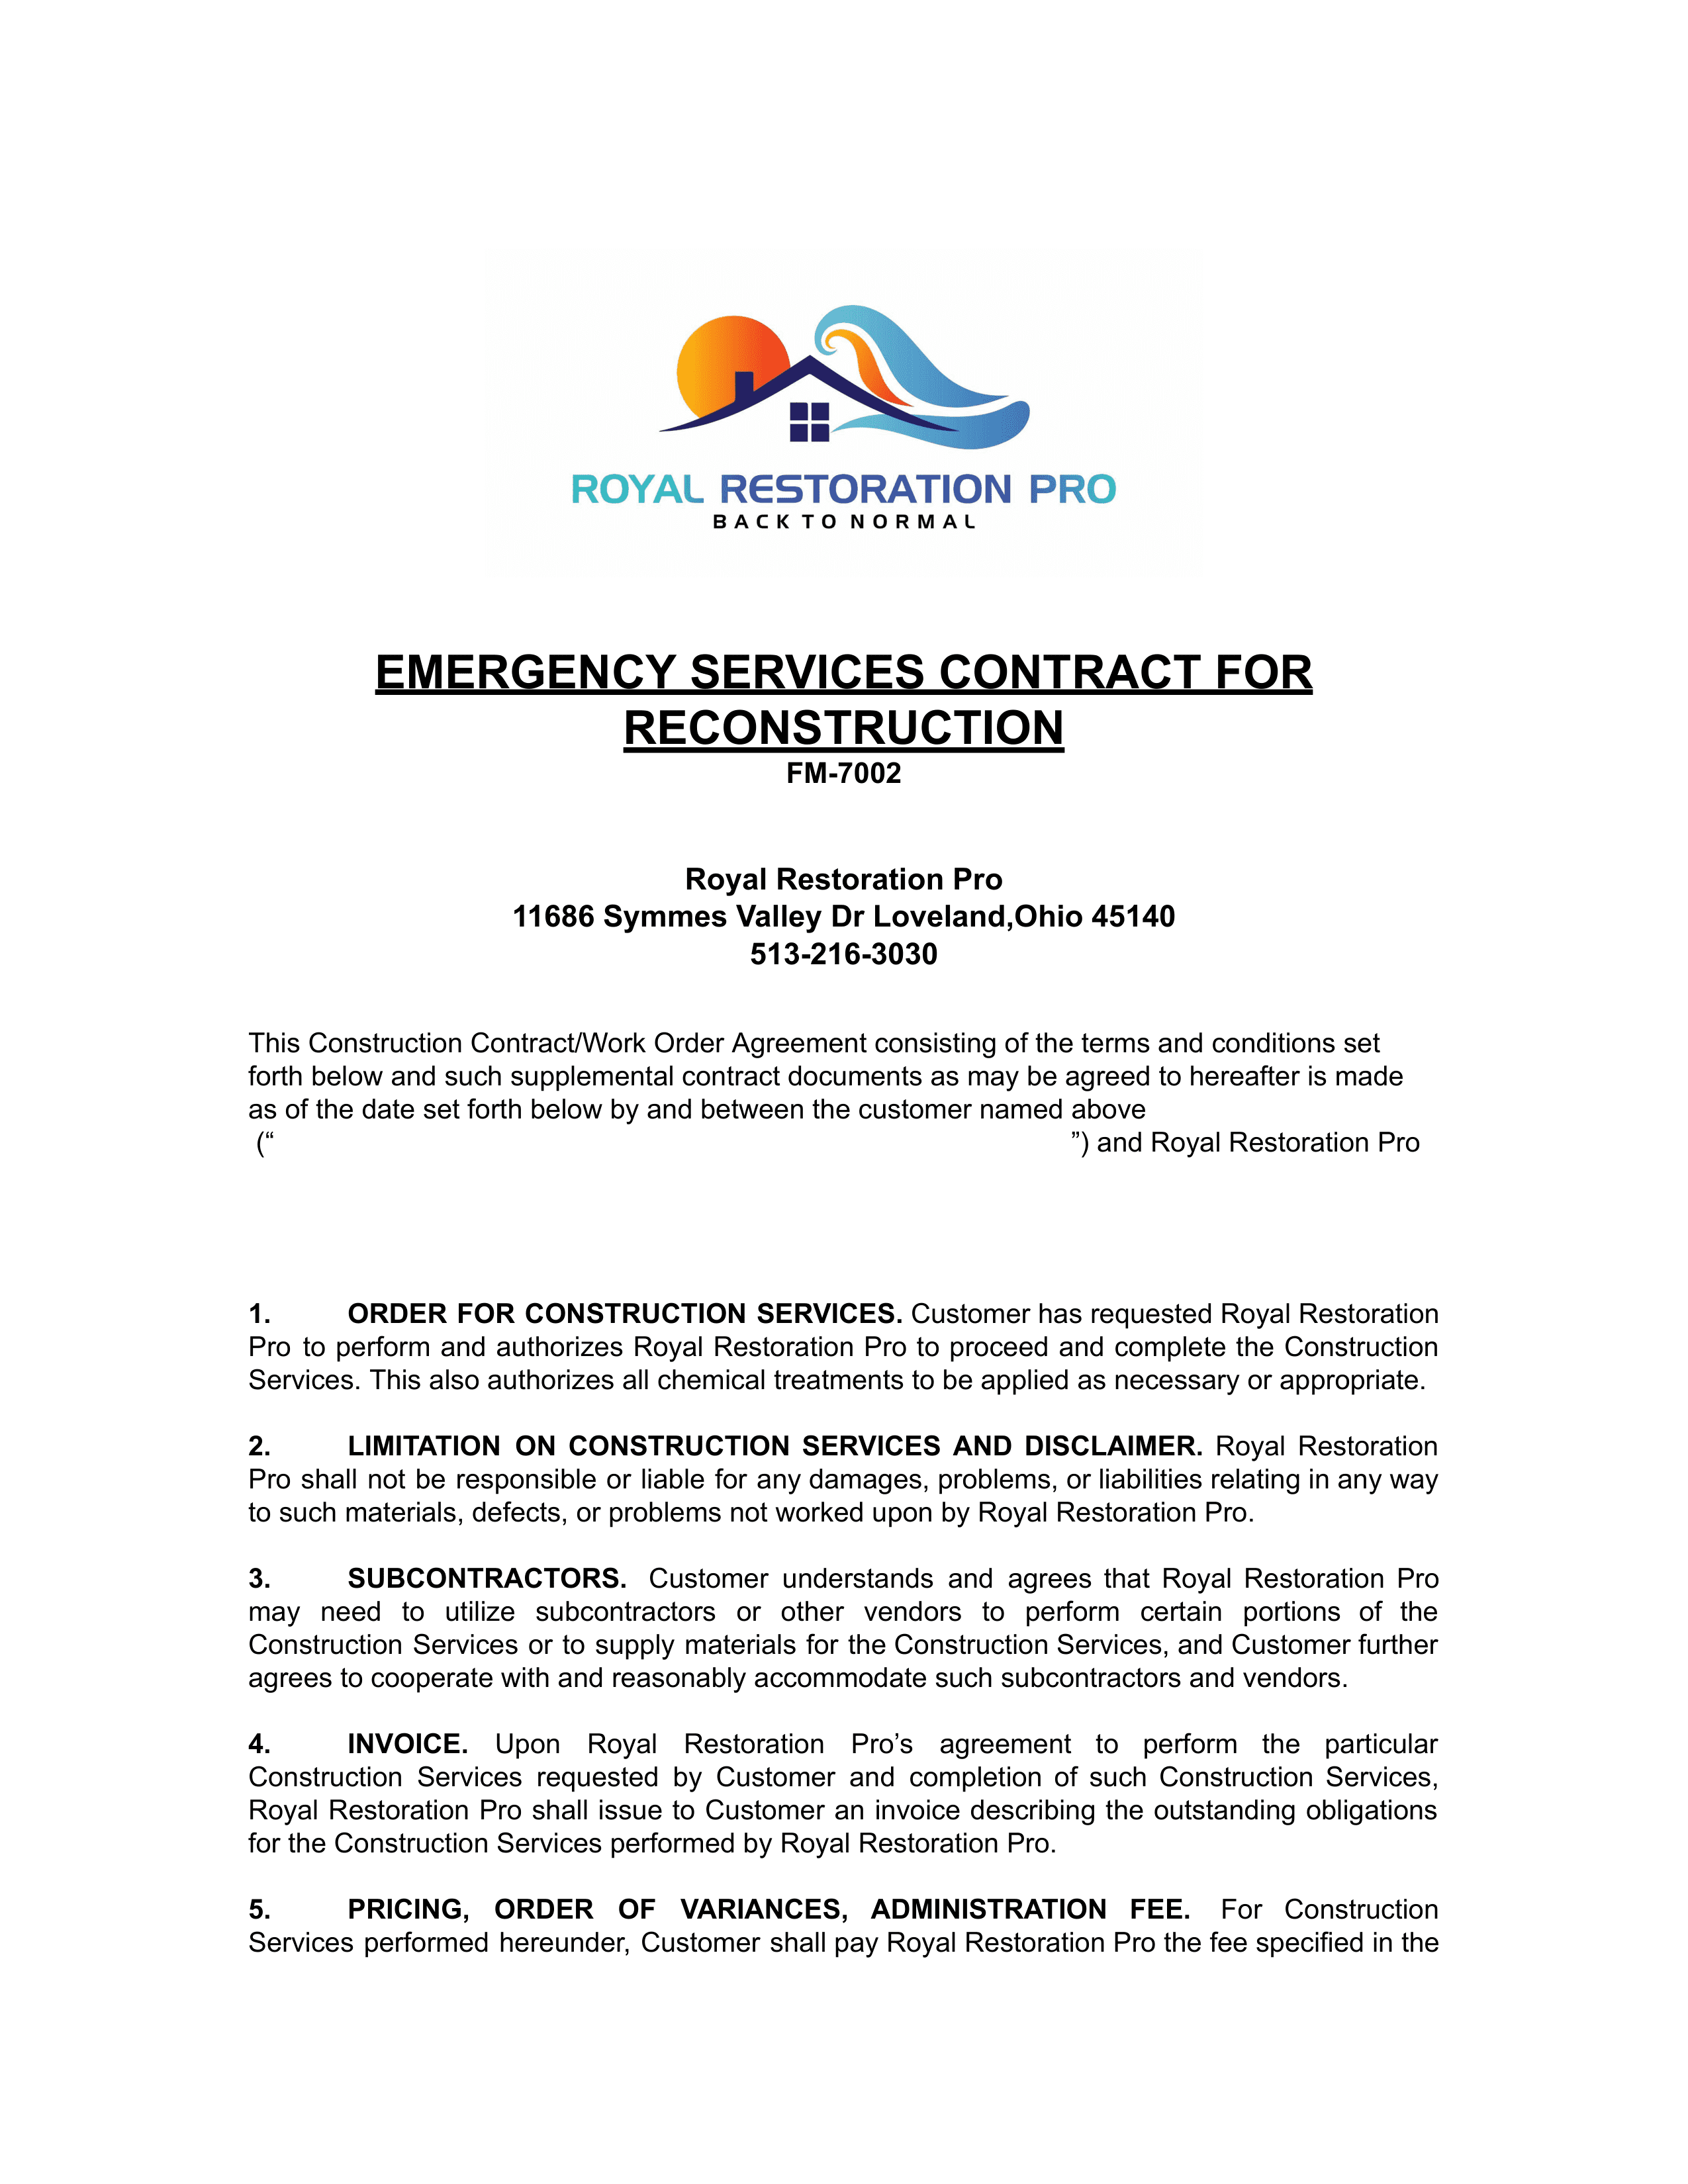 ROYAL RESTORATION PRO
BACK TO NORMAL
EMERGENCY SERVICES CONTRACT FOR
RECONSTRUCTION
FM-7002
Royal Restoration Pro
11686 Symmes Valley Dr Loveland,Ohio 45140
513-216-3030
This Construction Contract/Work Order Agreement consisting of the terms and conditions set
forth below and such supplemental contract documents as may be agreed to hereafter is made
as of the date set forth below by and between the customer named above
(“ ”) and Royal Restoration Pro
1. ORDER FOR CONSTRUCTION SERVICES. Customer has requested Royal Restoration
Pro to perform and authorizes Royal Restoration Pro to proceed and complete the Construction
Services. This also authorizes all chemical treatments to be applied as necessary or appropriate.
2. LIMITATION ON CONSTRUCTION SERVICES AND DISCLAIMER. Royal Restoration
Pro shall not be responsible or liable for any damages, problems, or liabilities relating in any way
to such materials, defects, or problems not worked upon by Royal Restoration Pro.
3. SUBCONTRACTORS. Customer understands and agrees that Royal Restoration Pro
may need to utilize subcontractors or other vendors to perform certain portions of the
Construction Services or to supply materials for the Construction Services, and Customer further
agrees to cooperate with and reasonably accommodate such subcontractors and vendors.
4. INVOICE. Upon Royal Restoration Pro’s agreement to perform the particular
Construction Services requested by Customer and completion of such Construction Services,
Royal Restoration Pro shall issue to Customer an invoice describing the outstanding obligations
for the Construction Services performed by Royal Restoration Pro.
5. PRICING, ORDER OF VARIANCES, ADMINISTRATION FEE. For Construction
Services performed hereunder, Customer shall pay Royal Restoration Pro the fee specified in the